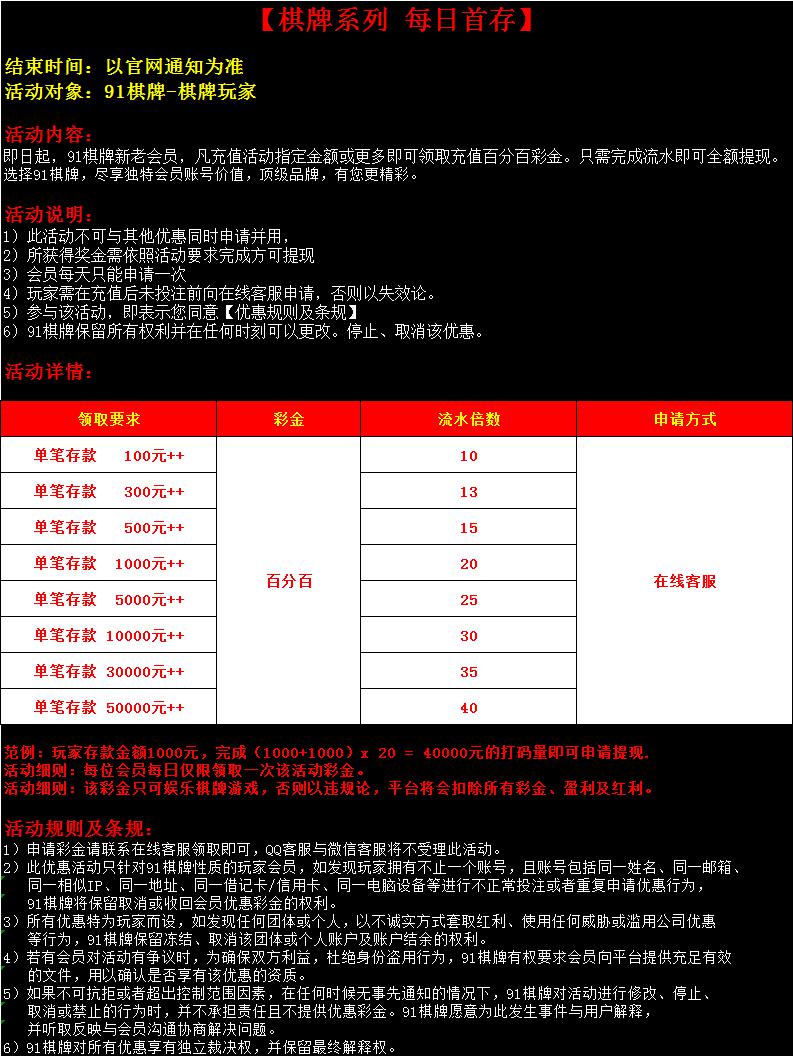 【棋牌系列 每日首存】
结束时间：以官网通知为准
活动对象：91棋牌-棋牌玩家
活动内容：
即日起，91棋牌新老会员，凡充值活动指定金额或更多即可领取充值百分百彩金。只需完成流水即可全额提现。
选择91棋牌，尽享独特会员账号价值，顶级品牌，有您更精彩。
活动说明：
1）此活动不可与其他优惠同时申请并用，
2）所获得奖金需依照活动要求完成方可提现
3）会员每天只能申请一次
4）玩家需在充值后未投注前向在线客服申请，否则以失效论。
5）参与该活动，即表示您同意【优惠规则及条规】
6）91棋牌保留所有权利并在任何时刻可以更改。停止、取消该优惠。
活动详情：
领取要求 彩金 流水倍数 申请方式
单笔存款 100元++ 10
单笔存款 300元++ 13
单笔存款 500元++ 15
单笔存款 1000元++ 20
百分百 在线客服
单笔存款 5000元++ 25
单笔存款 10000元++ 30
单笔存款 30000元++ 35
单笔存款 50000元++ 40
范例：玩家存款金额1000元，完成（1000+1000）x 20 = 40000元的打码量即可申请提现.
活动细则：每位会员每日仅限领取一次该活动彩金。
活动细则：该彩金只可娱乐棋牌游戏，否则以违规论，平台将会扣除所有彩金、盈利及红利。
活动规则及条规：
1）申请彩金请联系在线客服领取即可，QQ客服与微信客服将不受理此活动。
2）此优惠活动只针对91棋牌性质的玩家会员，如发现玩家拥有不止一个账号，且账号包括同一姓名、同一邮箱、
同一相似IP、同一地址、同一借记卡/信用卡、同一电脑设备等进行不正常投注或者重复申请优惠行为，
91棋牌将保留取消或收回会员优惠彩金的权利。
3）所有优惠特为玩家而设，如发现任何团体或个人，以不诚实方式套取红利、使用任何威胁或滥用公司优惠
等行为，91棋牌保留冻结、取消该团体或个人账户及账户结余的权利。
4）若有会员对活动有争议时，为确保双方利益，杜绝身份盗用行为，91棋牌有权要求会员向平台提供充足有效
的文件，用以确认是否享有该优惠的资质。
5）如果不可抗拒或者超出控制范围因素，在任何时候无事先通知的情况下，91棋牌对活动进行修改、停止、
取消或禁止的行为时，并不承担责任且不提供优惠彩金。91棋牌愿意为此发生事件与用户解释，
并听取反映与会员沟通协商解决问题。
6）91棋牌对所有优惠享有独立裁决权，并保留最终解释权。